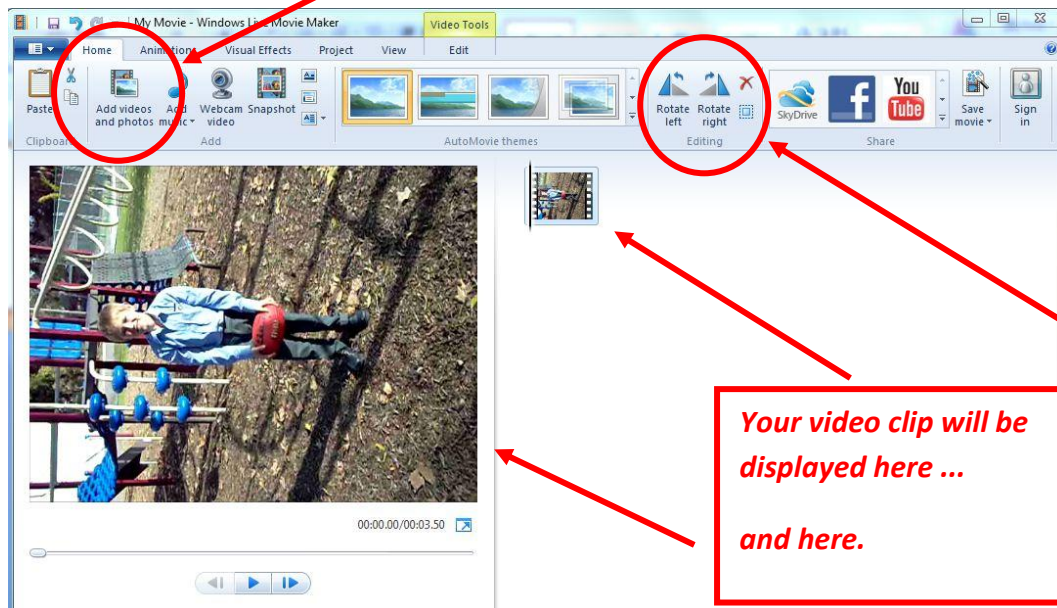 My Movie - Windows Live Movie Maker
Video Tools
Home Animations Visual Effects Project View Edit
Paste
Add videos and photos
Add music
Webcam video
Snapshot
Rotate left
Rotate right
SkyDrive
f
You Tube
Save movie
Sign in
Clipboard
Add
AutoMovie themes
Editing
Share
00:00.00/00:03.50
Your video clip will be
displayed here ...
and here.